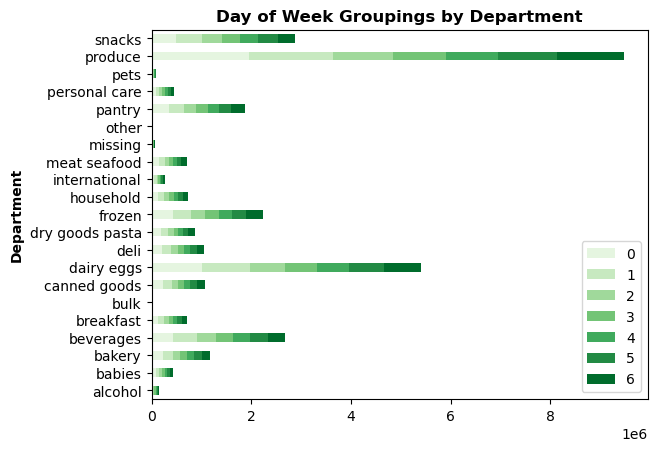 Day of Week Groupings by Department
snacks
produce
pets
personal care
pantry
other
missing
meat seafood
international
household
frozen
dry goods pasta
deli
dairy eggs
canned goods
bulk
breakfast
beverages
bakery
babies
alcohol
Department
0
1
2
3
4
5
6
0 2 4 6 8
1e6